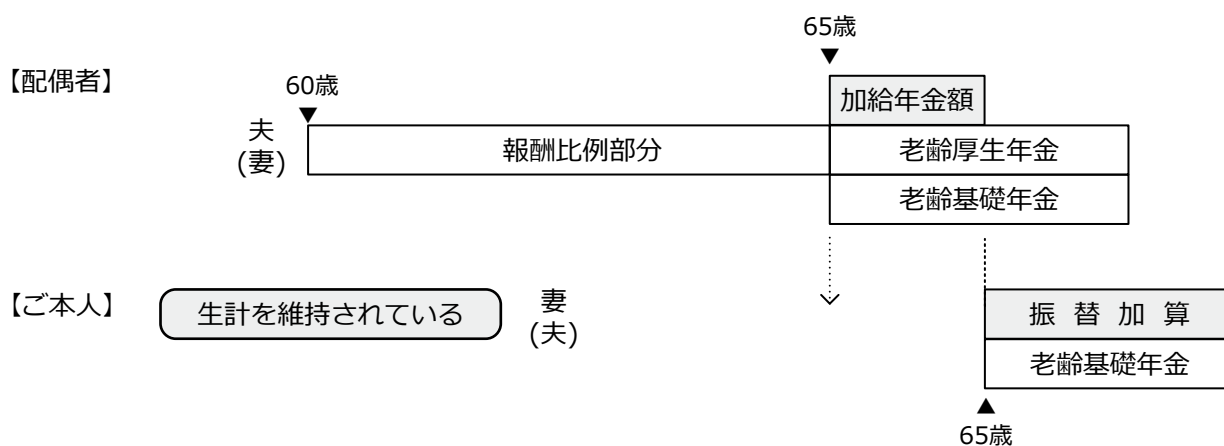 65歳
【配偶者】
60歳
加給年金額
夫
(妻)
報酬比例部分
老齢厚生年金
老齢基礎年金
【ご本人】
生計を維持されている
妻
(夫)
振替加算
老齢基礎年金
65歳